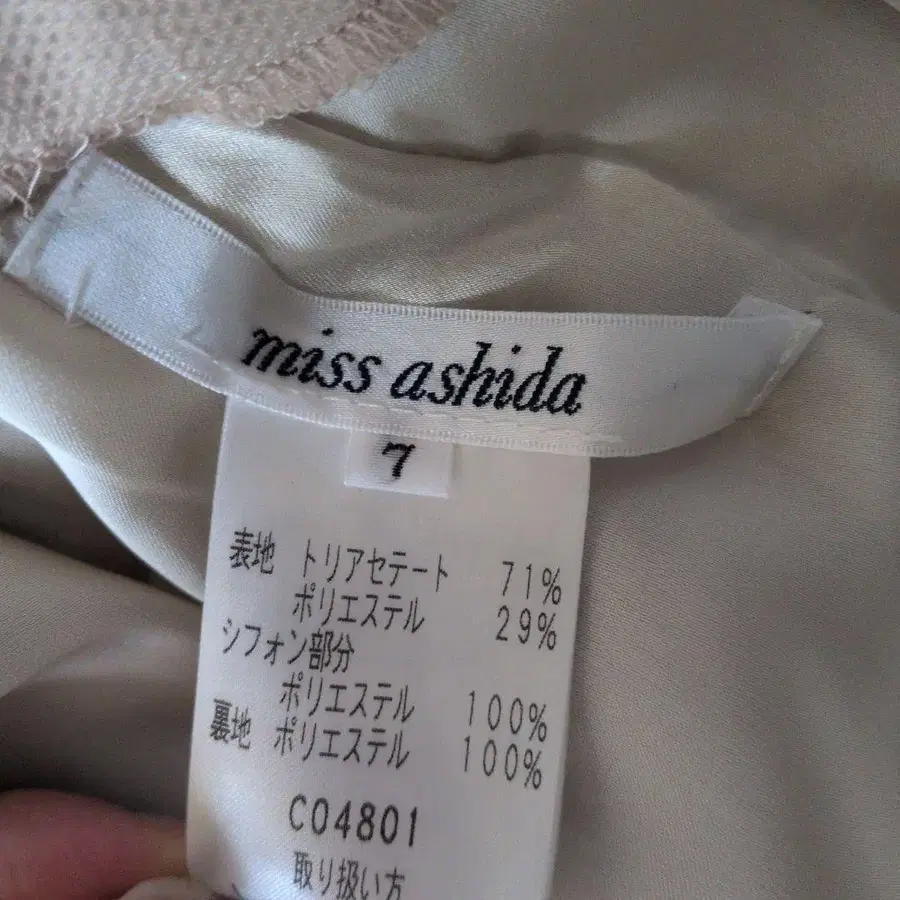 miss ashida
7
表地 トリアセテート 71%
ポリエステル 29%
シフォン部分
ポリエステル 100%
裏地 ポリエステル 100%
C04801
取り扱い方